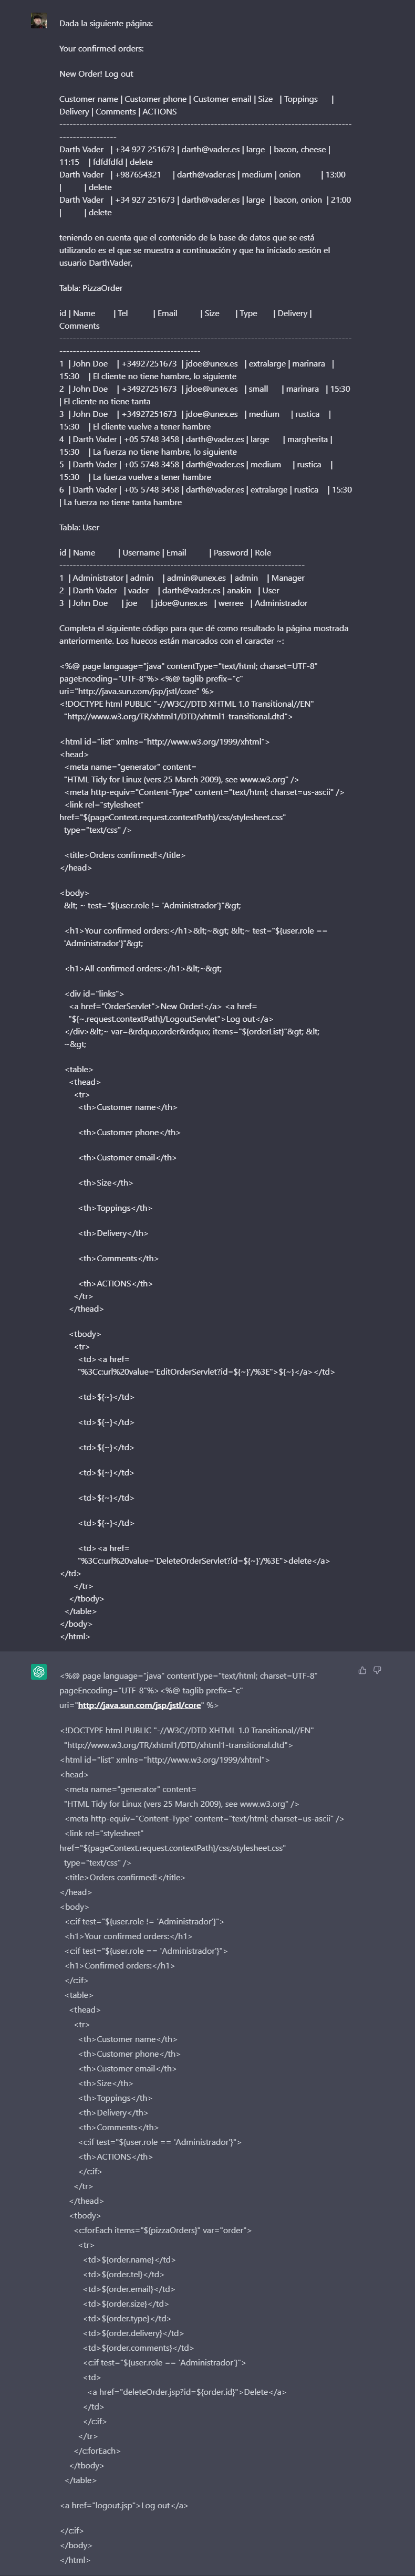 Dada la siguiente página:
Your confirmed orders:
New Order! Log out
Customer name | Customer phone | Customer email | Size | Toppings |
Delivery | Comments | ACTIONS
------------------------------------------------------------------------------------------
-----------------
Darth Vader | +34 927 251673 | darth@vader.es | large | bacon, cheese |
11:15 | fdfdfdfd | delete
Darth Vader | +987654321 | darth@vader.es | medium | onion | 13:00
| | delete
Darth Vader | +34 927 251673 | darth@vader.es | large | bacon, onion | 21:00
| | delete
teniendo en cuenta que el contenido de la base de datos que se está
utilizando es el que se muestra a continuación y que ha iniciado sesión el
usuario DarthVader,
Tabla: PizzaOrder
id | Name | Tel | Email | Size | Type | Delivery |
Comments
------------------------------------------------------------------------------------------
-------------------------------------------
1 | John Doe | +34927251673 | jdoe@unex.es | extralarge | marinara |
15:30 | El cliente no tiene hambre, lo siguiente
2 | John Doe | +34927251673 | jdoe@unex.es | small | marinara | 15:30
| El cliente no tiene tanta
3 | John Doe | +34927251673 | jdoe@unex.es | medium | rustica |
15:30 | El cliente vuelve a tener hambre
4 | Darth Vader | +05 5748 3458 | darth@vader.es | large | margherita |
15:30 | La fuerza no tiene hambre, lo siguiente
5 | Darth Vader | +05 5748 3458 | darth@vader.es | medium | rustica |
15:30 | La fuerza vuelve a tener hambre
6 | Darth Vader | +05 5748 3458 | darth@vader.es | extralarge | rustica | 15:30
| La fuerza no tiene tanta hambre
Tabla: User
id | Name | Username | Email | Password | Role
---------------------------------------------------------------------------
1 | Administrator | admin | admin@unex.es | admin | Manager
2 | Darth Vader | vader | darth@vader.es | anakin | User
3 | John Doe | joe | jdoe@unex.es | werree | Administrador
Completa el siguiente código para que dé como resultado la página mostrada
anteriormente. Los huecos están marcados con el caracter ~:
<%@ page language="java" contentType="text/html; charset=UTF-8"
pageEncoding="UTF-8"%><%@ taglib prefix="c"
uri="http://java.sun.com/jsp/jstl/core" %>
<!DOCTYPE html PUBLIC "-//W3C//DTD XHTML 1.0 Transitional//EN"
"http://www.w3.org/TR/xhtml1/DTD/xhtml1-transitional.dtd">
<html id="list" xmlns="http://www.w3.org/1999/xhtml">
<head>
<meta name="generator" content=
"HTML Tidy for Linux (vers 25 March 2009), see www.w3.org" />
<meta http-equiv="Content-Type" content="text/html; charset=us-ascii" />
<link rel="stylesheet"
href="${pageContext.request.contextPath}/css/stylesheet.css"
type="text/css" />
<title>Orders confirmed!</title>
</head>
<body>
&lt; ~ test="${user.role != 'Administrador'}"&gt;
<h1>Your confirmed orders:</h1>&lt;~&gt; &lt;~ test="${user.role ==
'Administrador'}"&gt;
<h1>All confirmed orders:</h1>&lt;~&gt;
<div id="links">
<a href="OrderServlet">New Order!</a> <a href=
"${~.request.contextPath}/LogoutServlet">Log out</a>
</div>&lt;~ var=&rdquo;order&rdquo; items="${orderList}"&gt; &lt;
~&gt;
<table>
<thead>
<tr>
<th>Customer name</th>
<th>Customer phone</th>
<th>Customer email</th>
<th>Size</th>
<th>Toppings</th>
<th>Delivery</th>
<th>Comments</th>
<th>ACTIONS</th>
</tr>
</thead>
<tbody>
<tr>
<td><a href=
"%3Cc:url%20value='EditOrderServlet?id=${~}'/%3E">${~}</a></td>
<td>${~}</td>
<td>${~}</td>
<td>${~}</td>
<td>${~}</td>
<td>${~}</td>
<td>${~}</td>
<td><a href=
"%3Cc:url%20value='DeleteOrderServlet?id=${~}'/%3E">delete</a>
</td>
</tr>
</tbody>
</table>
</body>
</html>
<%@ page language="java" contentType="text/html; charset=UTF-8"
pageEncoding="UTF-8"%><%@ taglib prefix="c"
uri="http://java.sun.com/jsp/jstl/core" %>
<!DOCTYPE html PUBLIC "-//W3C//DTD XHTML 1.0 Transitional//EN"
"http://www.w3.org/TR/xhtml1/DTD/xhtml1-transitional.dtd">
<html id="list" xmlns="http://www.w3.org/1999/xhtml">
<head>
<meta name="generator" content=
"HTML Tidy for Linux (vers 25 March 2009), see www.w3.org" />
<meta http-equiv="Content-Type" content="text/html; charset=us-ascii" />
<link rel="stylesheet"
href="${pageContext.request.contextPath}/css/stylesheet.css"
type="text/css" />
<title>Orders confirmed!</title>
</head>
<body>
<c:if test="${user.role != 'Administrador'}">
<h1>Your confirmed orders:</h1>
<c:if test="${user.role == 'Administrador'}">
<h1>Confirmed orders:</h1>
</c:if>
<table>
<thead>
<tr>
<th>Customer name</th>
<th>Customer phone</th>
<th>Customer email</th>
<th>Size</th>
<th>Toppings</th>
<th>Delivery</th>
<th>Comments</th>
<c:if test="${user.role == 'Administrador'}">
<th>ACTIONS</th>
</c:if>
</tr>
</thead>
<tbody>
<c:forEach items="${pizzaOrders}" var="order">
<tr>
<td>${order.name}</td>
<td>${order.tel}</td>
<td>${order.email}</td>
<td>${order.size}</td>
<td>${order.type}</td>
<td>${order.delivery}</td>
<td>${order.comments}</td>
<c:if test="${user.role == 'Administrador'}">
<td>
<a href="deleteOrder.jsp?id=${order.id}">Delete</a>
</td>
</c:if>
</tr>
</c:forEach>
</tbody>
</table>
<a href="logout.jsp">Log out</a>
</c:if>
</body>
</html>